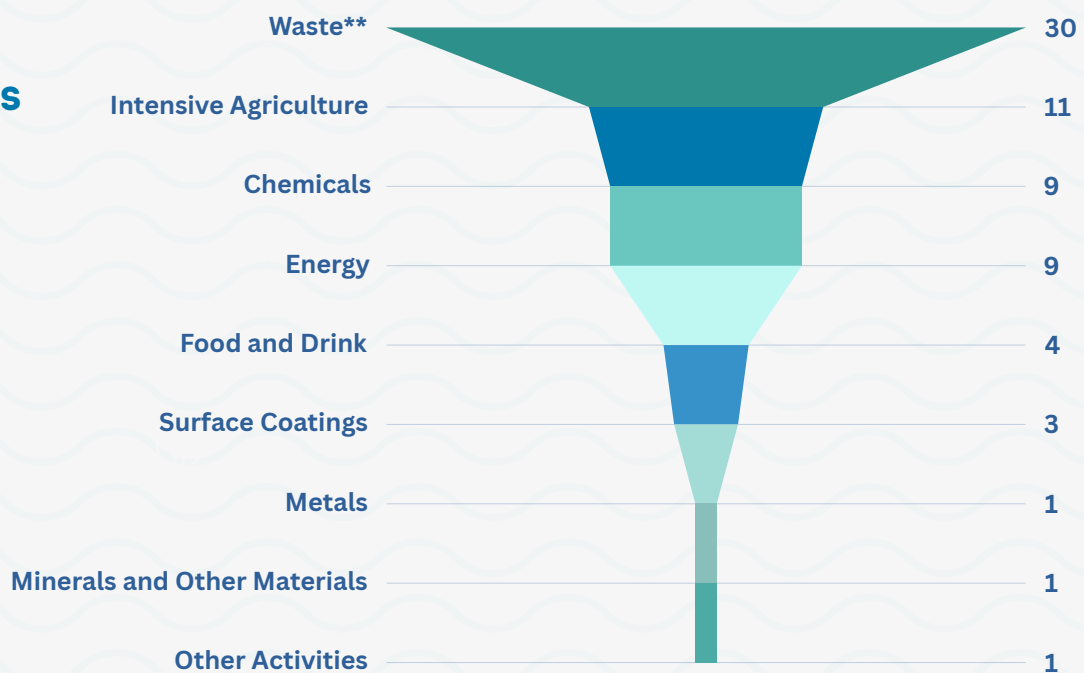 Waste** 30
s
Intensive Agriculture 11
Chemicals 9
Energy 9
Food and Drink 4
Surface Coatings 3
Metals 1
Minerals and Other Materials 1
Other Activities 1